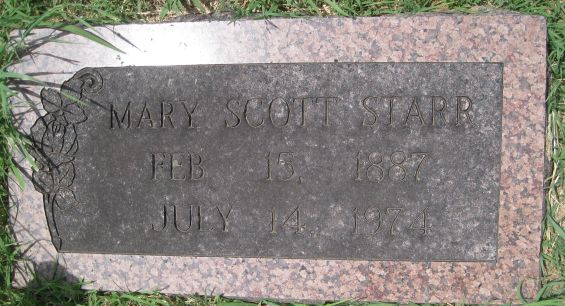 MARY SCOTT STARR
FEB 15, 1887
JULY 14, 1974